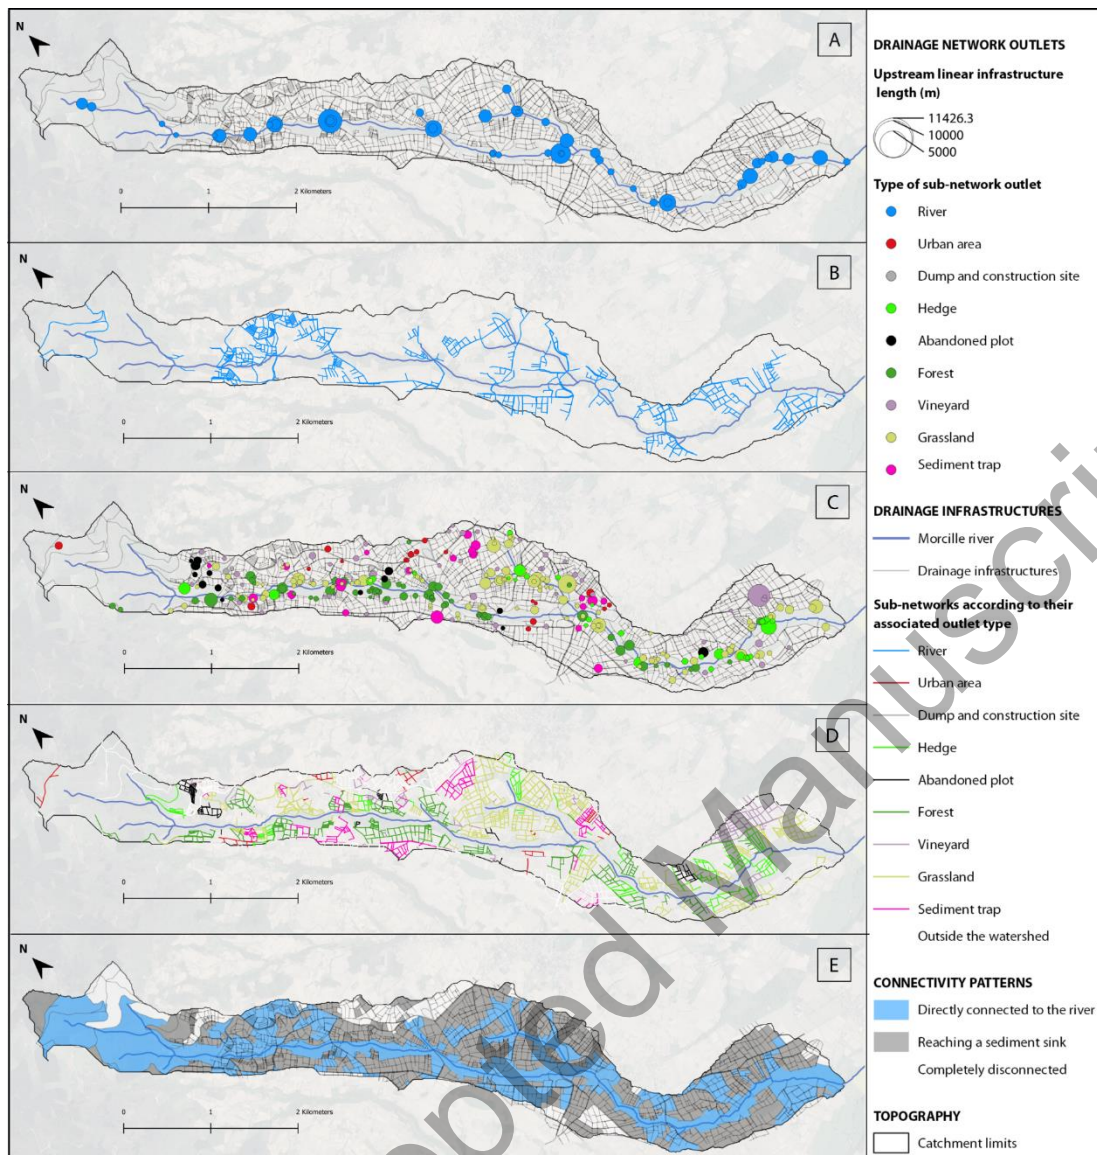 N
A
0
1
2 Kilometers
N
B
0
1
2 Kilometers
N
C
0
1
2 Kilometers
N
D
0
1
2 Kilometers
N
E
0
1
2 Kilometers
DRAINAGE NETWORK OUTLETS
Upstream linear infrastructure
length (m)
11426.3
10000
5000
Type of sub-network outlet
River
Urban area
Dump and construction site
Hedge
Abandoned plot
Forest
Vineyard
Grassland
Sediment trap
DRAINAGE INFRASTRUCTURES
Morcille river
Drainage infrastructures
Sub-networks according to their
associated outlet type
River
Urban area
Dump and construction site
Hedge
Abandoned plot
Forest
Vineyard
Grassland
Sediment trap
Outside the watershed
CONNECTIVITY PATTERNS
Directly connected to the river
Reaching a sediment sink
Completely disconnected
TOPOGRAPHY
Catchment limits
Accepted Manuscrip